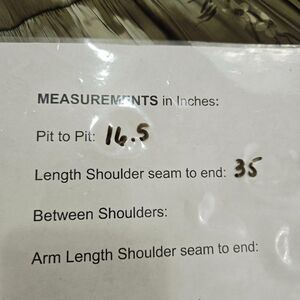 MEASUREMENTS in Inches:
Pit to Pit: 16.5
Length Shoulder seam to end: 35
Between Shoulders:
Arm Length Shoulder seam to end: